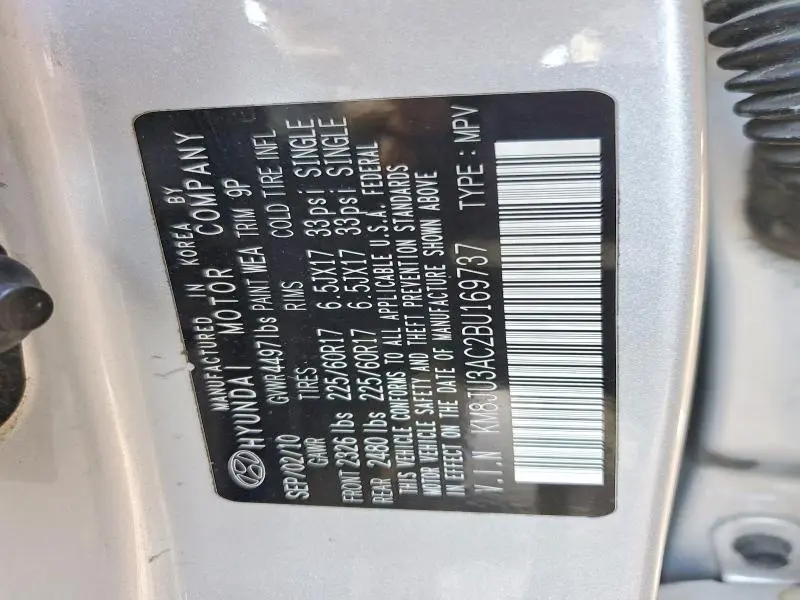 MANUFACTURED IN KOREA BY
HYUNDAI MOTOR COMPANY
SEP/02/10 GVWR 4497lbs PANT WEA TRIM 9P
GAWR TIRES RIMS COLD TIRE INFL
FRONT 2326 lbs 225/60R17 6.5JX17 33psi SINGLE
REAR 2480 lbs 225/60R17 6.5JX17 33psi SINGLE
THIS VEHICLE CONFORMS TO ALL APPLICABLE U.S.A. FEDERAL
MOTOR VEHICLE SAFETY AND THEFT PREVENTION STANDARDS
IN EFFECT ON THE DATE OF MANUFACTURE SHOWN ABOVE
V.I.N KM8JU3AC2BU169737 TYPE : MPV